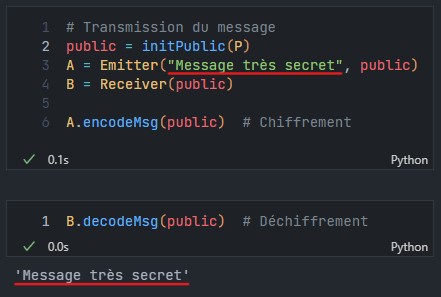 1 # Transmission du message
2 public = initPublic(P)
3 A = Emitter("Message très secret", public)
4 B = Receiver(public)
5
6 A.encodeMsg(public)  # Chiffrement
✓ 0.1s Python
1 B.decodeMsg(public)  # Déchiffrement
✓ 0.0s Python
'Message très secret'